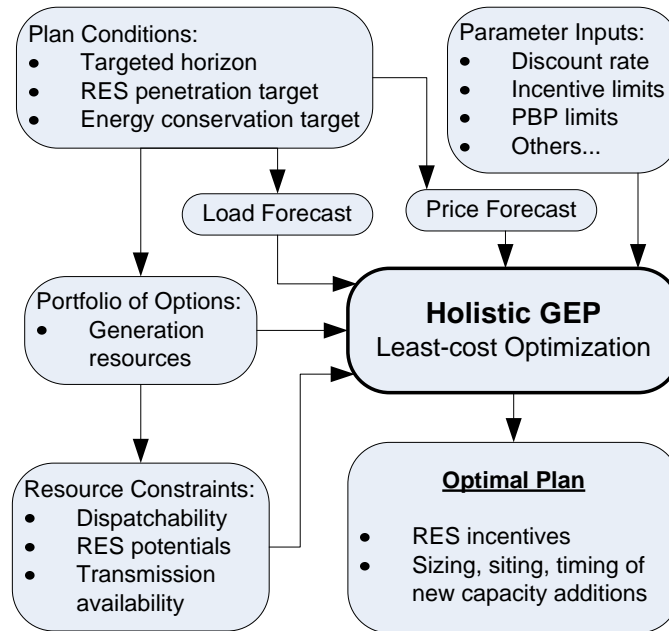 Plan Conditions:
• Targeted horizon
• RES penetration target
• Energy conservation target
Parameter Inputs:
• Discount rate
• Incentive limits
• PBP limits
• Others...
Load Forecast
Price Forecast
Portfolio of Options:
• Generation
resources
Holistic GEP
Least-cost Optimization
Resource Constraints:
• Dispatchability
• RES potentials
• Transmission
availability
Optimal Plan
• RES incentives
• Sizing, siting, timing of
new capacity additions